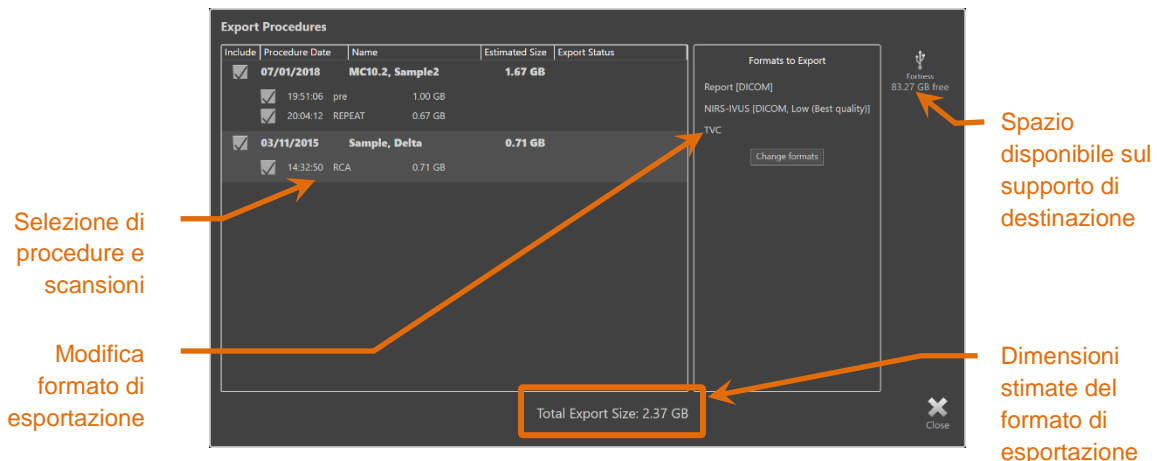 Export Procedures
Include Procedure Date Name Estimated Size Export Status
07/01/2018 MC10.2, Sample2 1.67 GB
19:51:06 pre 1.00 GB
20:04:12 REPEAT 0.67 GB
03/11/2015 Sample, Delta 0.71 GB
14:32:50 RCA 0.71 GB
Formats to Export
Report [DICOM]
NIRS-IVUS [DICOM, Low (Best quality)]
TVC
Change formats
Fortress
83.27 GB free
Total Export Size: 2.37 GB
Close
Selezione di
procedure e
scansioni
Modifica
formato di
esportazione
Spazio
disponibile sul
supporto di
destinazione
Dimensioni
stimate del
formato di
esportazione